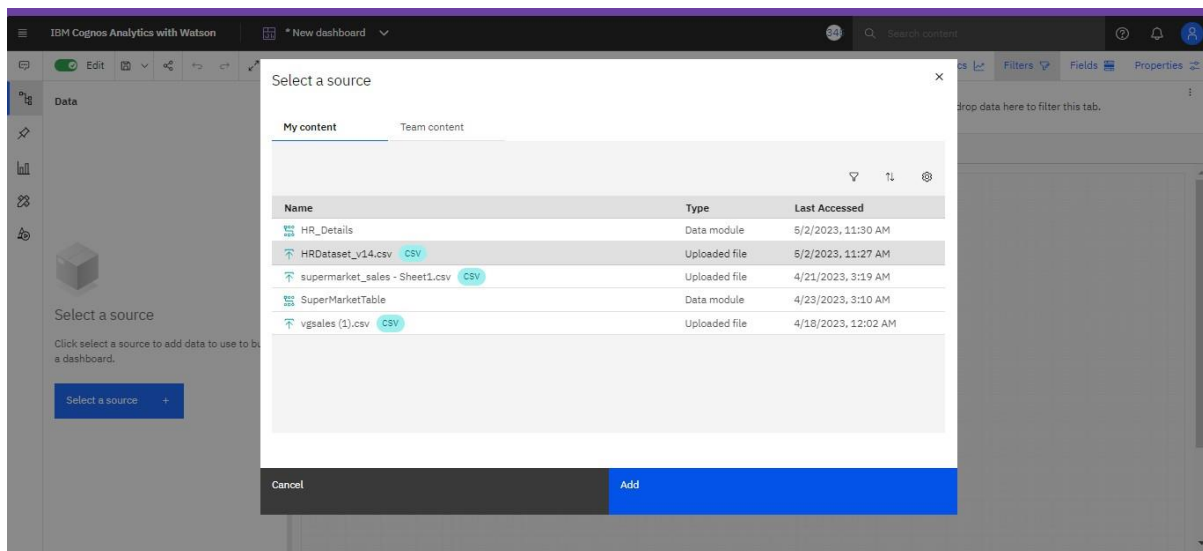 IBM Cognos Analytics with Watson
* New dashboard
34
Search content
Edit
Filters
Fields
Properties
Data
drop data here to filter this tab.
Select a source
Click select a source to add data to use to bu
a dashboard.
Select a source +
Select a source
My content Team content
Name Type Last Accessed
HR_Details Data module 5/2/2023, 11:30 AM
HRDataset_v14.csv CSV Uploaded file 5/2/2023, 11:27 AM
supermarket_sales - Sheet1.csv CSV Uploaded file 4/21/2023, 3:19 AM
SuperMarketTable Data module 4/23/2023, 3:10 AM
vgsales (1).csv CSV Uploaded file 4/18/2023, 12:02 AM
Cancel Add